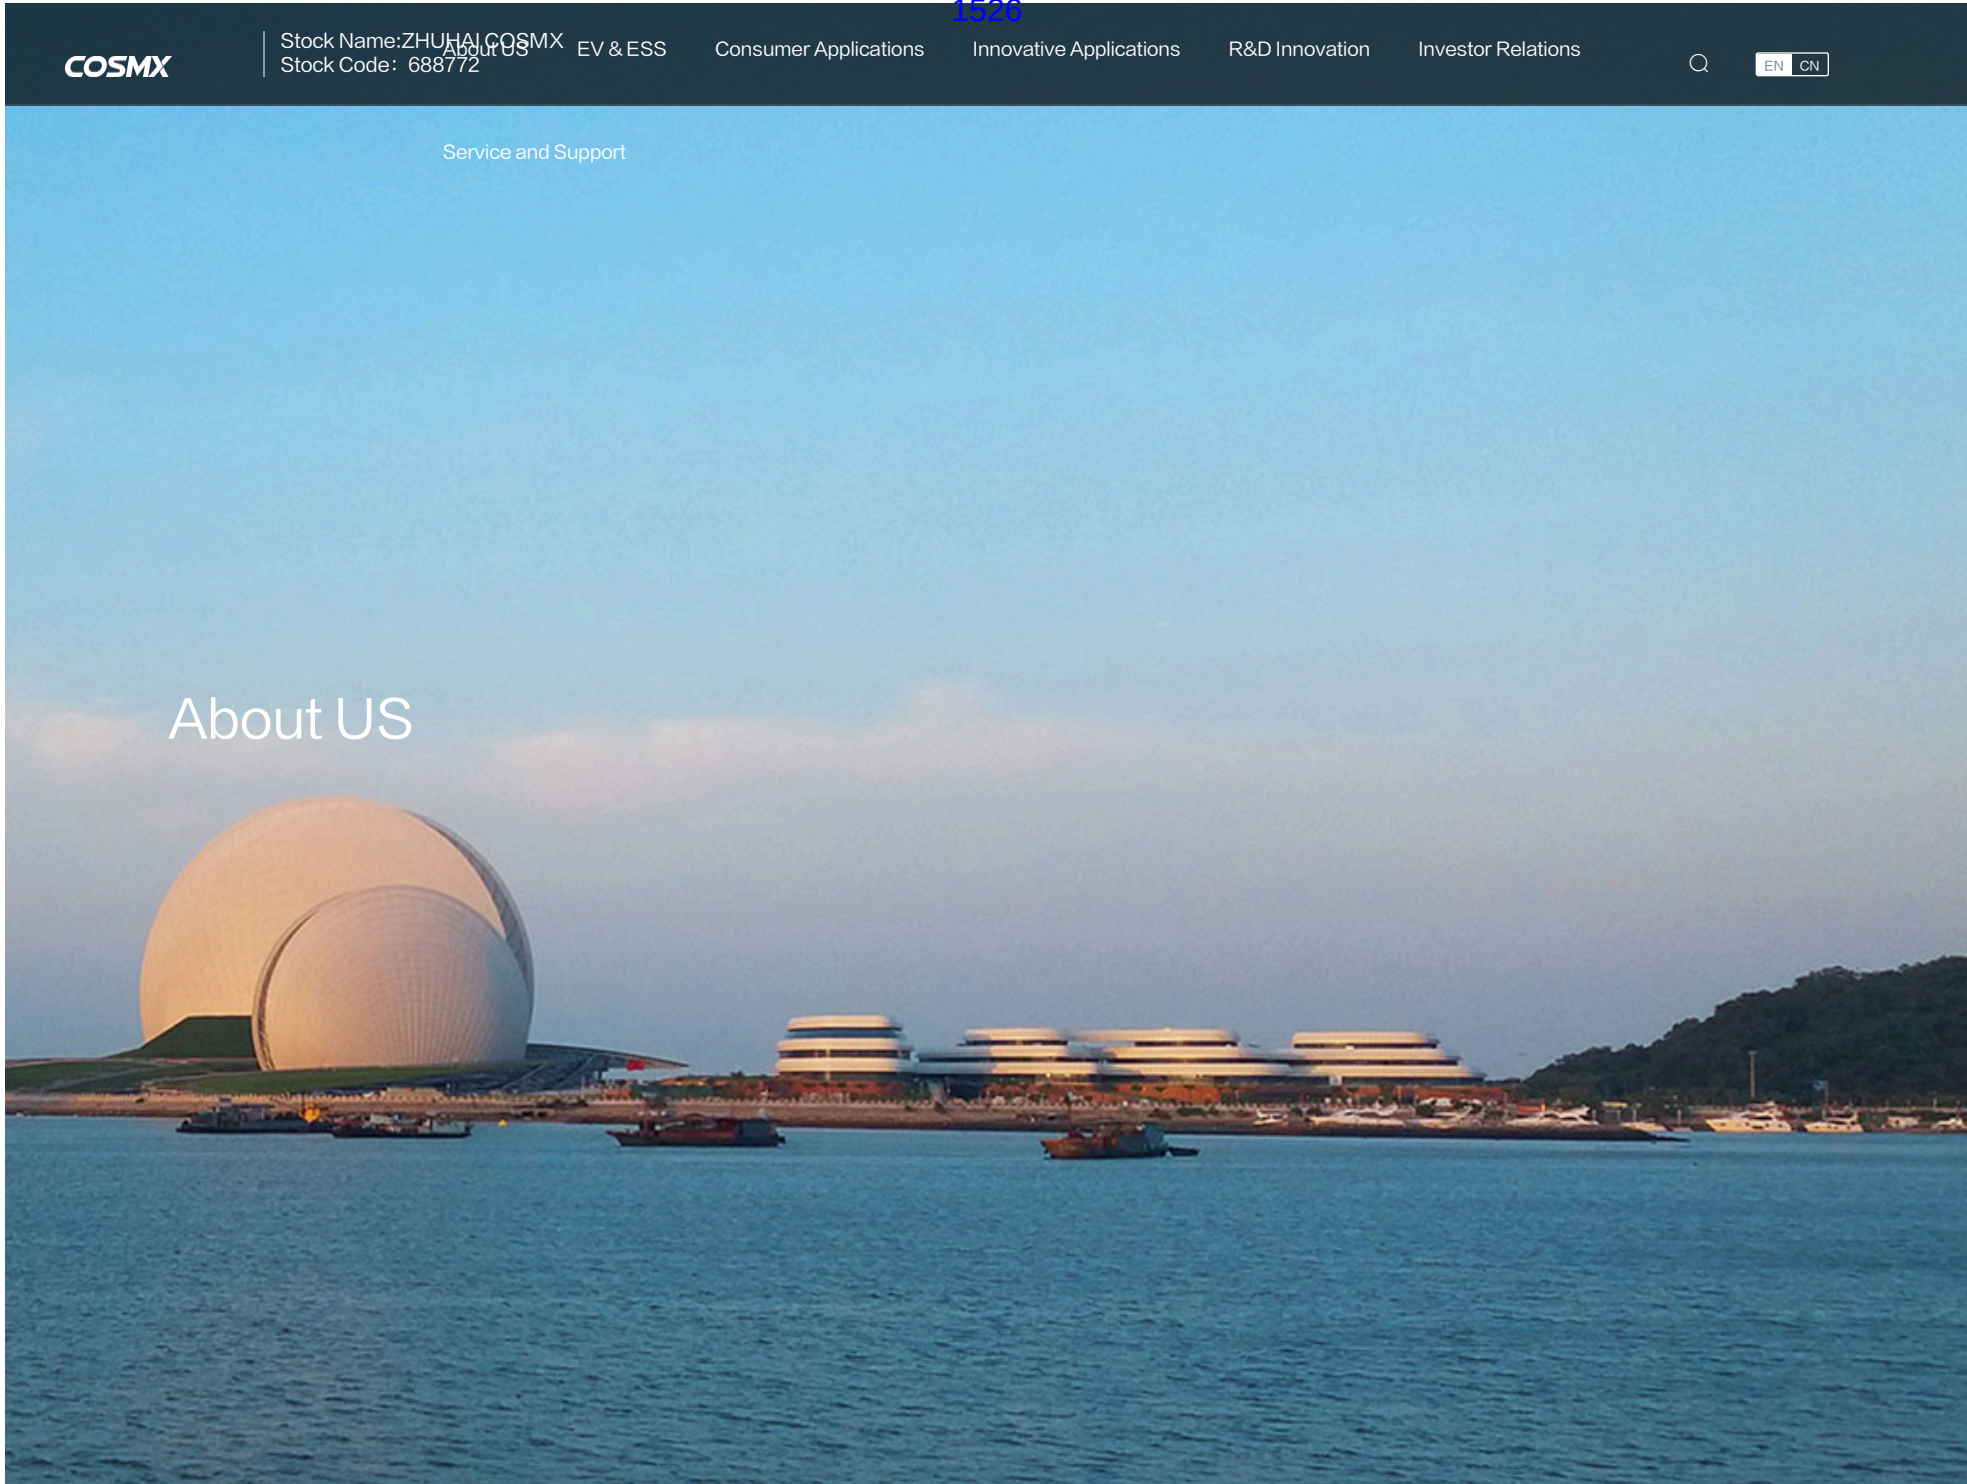 1526
COSMX
Stock Name:ZHUHAI COSMX
Stock Code：688772
About US
EV & ESS
Consumer Applications
Innovative Applications
R&D Innovation
Investor Relations
EN CN
Service and Support
About US